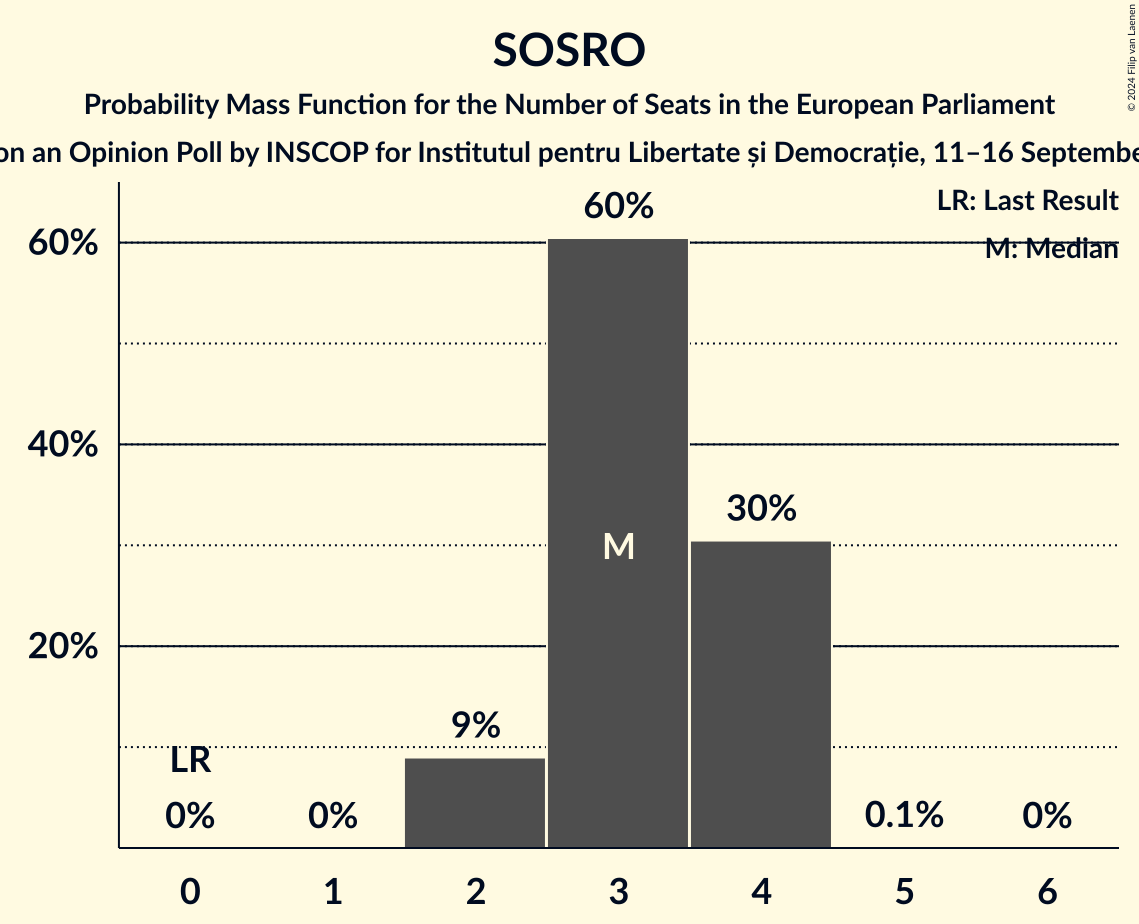 SOSRO
Probability Mass Function for the Number of Seats in the European Parliament
on an Opinion Poll by INSCOP for Institutul pentru Libertate și Democrație, 11–16 Septembe
© 2024 Filip van Laenen
LR: Last Result
M: Median
60%
40%
20%
60%
30%
M
9%
LR
0%
0%
0.1%
0%
0 1 2 3 4 5 6